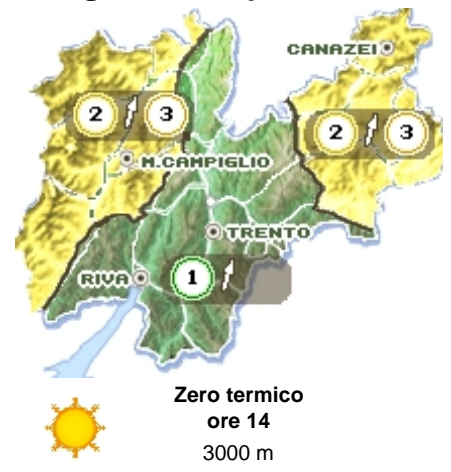 CANAZEI
2 3
2 3
M.CAMPIGLIO
TRENTO
RIVA 1
Zero termico
ore 14
3000 m